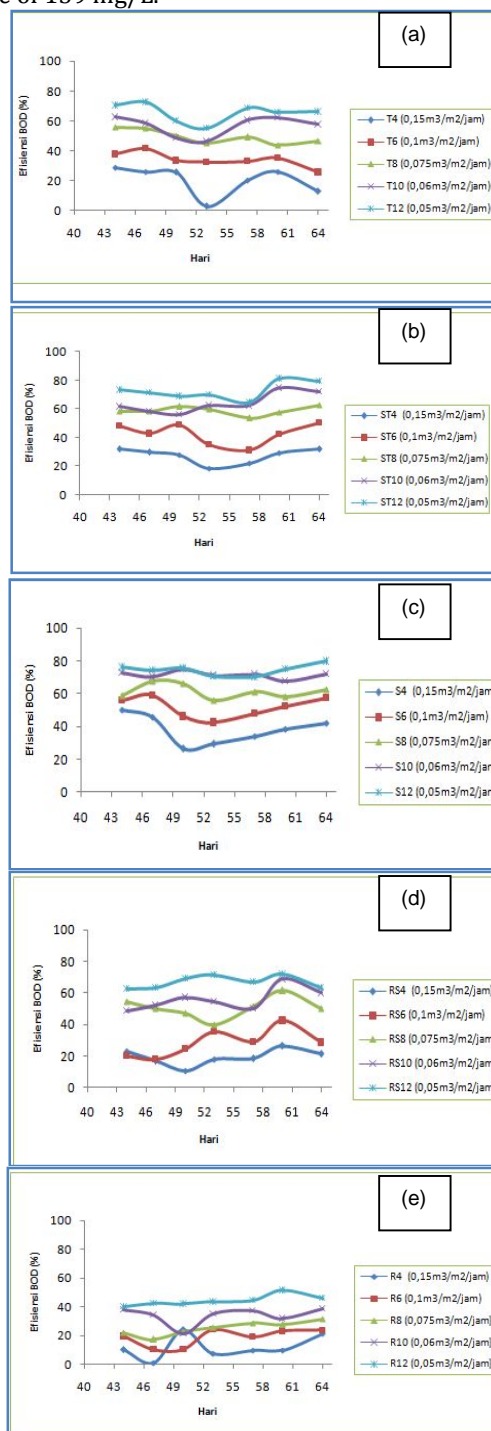 e of 159 mg/L.
(a)
Efisiensi BOD (%)
100
80
60
40
20
0
40 43 46 49 52 55 58 61 64
Hari
T4 (0,15m3/m2/jam)
T6 (0,1m3/m2/jam)
T8 (0,075m3/m2/jam)
T10 (0,06m3/m2/jam)
T12 (0,05m3/m2/jam)
(b)
Efisiensi BOD (%)
100
80
60
40
20
0
40 43 46 49 52 55 58 61 64
Hari
ST4 (0,15m3/m2/jam)
ST6 (0,1m3/m2/jam)
ST8 (0,075m3/m2/jam)
ST10 (0,06m3/m2/jam)
ST12 (0,05m3/m2/jam)
(c)
Efisiensi BOD (%)
100
80
60
40
20
0
40 43 46 49 52 55 58 61 64
Hari
S4 (0,15m3/m2/jam
S6 (0,1m3/m2/jam)
S8 (0,075m3/m2/jam
S10 (0,06m3/m2/jam
S12 (0,05m3/m2/jam
(d)
Efisiensi BOD (%)
100
80
60
40
20
0
40 43 46 49 52 55 58 61 64
Hari
RS4 (0,15m3/m2/jam)
RS6 (0,1m3/m2/jam)
RS8 (0,075m3/m2/jam
RS10 (0,06m3/m2/jam
RS12 (0,05m3/m2/jam
(e)
Efisiensi BOD (%)
100
80
60
40
20
0
40 43 46 49 52 55 58 61 64
Hari
R4 (0,15m3/m2/jam)
R6 (0,1m3/m2/jam)
R8 (0,075m3/m2/jam)
R10 (0,06m3/m2/jam)
R12 (0,05m3/m2/jam)